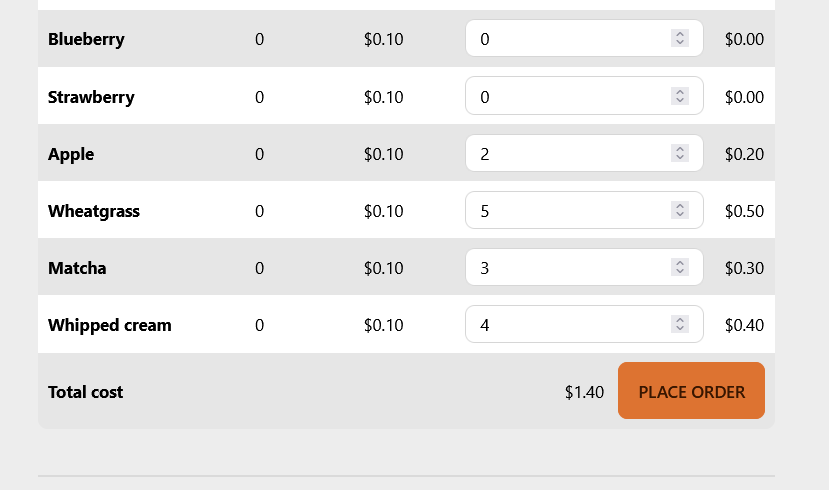 Blueberry 0 $0.10 0 $0.00
Strawberry 0 $0.10 0 $0.00
Apple 0 $0.10 2 $0.20
Wheatgrass 0 $0.10 5 $0.50
Matcha 0 $0.10 3 $0.30
Whipped cream 0 $0.10 4 $0.40
Total cost $1.40 PLACE ORDER